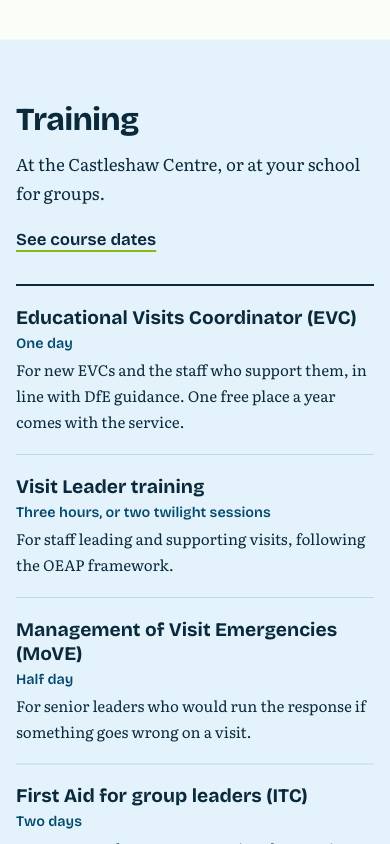 Training
At the Castleshaw Centre, or at your school
for groups.
See course dates
Educational Visits Coordinator (EVC)
One day
For new EVCs and the staff who support them, in
line with DfE guidance. One free place a year
comes with the service.
Visit Leader training
Three hours, or two twilight sessions
For staff leading and supporting visits, following
the OEAP framework.
Management of Visit Emergencies
(MoVE)
Half day
For senior leaders who would run the response if
something goes wrong on a visit.
First Aid for group leaders (ITC)
Two days